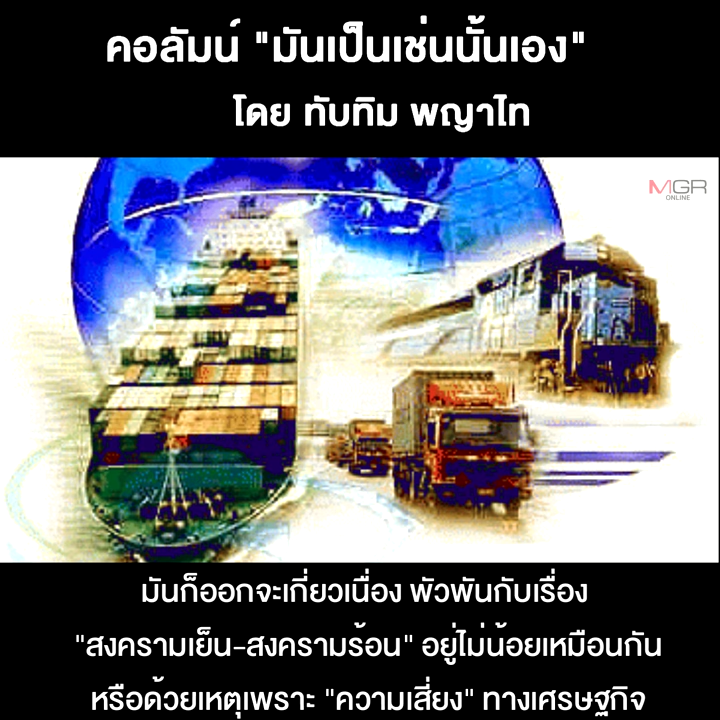 คอลัมน์ "มันเป็นเช่นนั้นเอง"
โดย ทับทิม พญาไท
MGR
ONLINE
มันก็ออกจะเกี่ยวเนื่อง พัวพันกับเรื่อง
"สงครามเย็น-สงครามร้อน" อยู่ไม่น้อยเหมือนกัน
หรือด้วยเหตุเพราะ "ความเสี่ยง" ทางเศรษฐกิจ